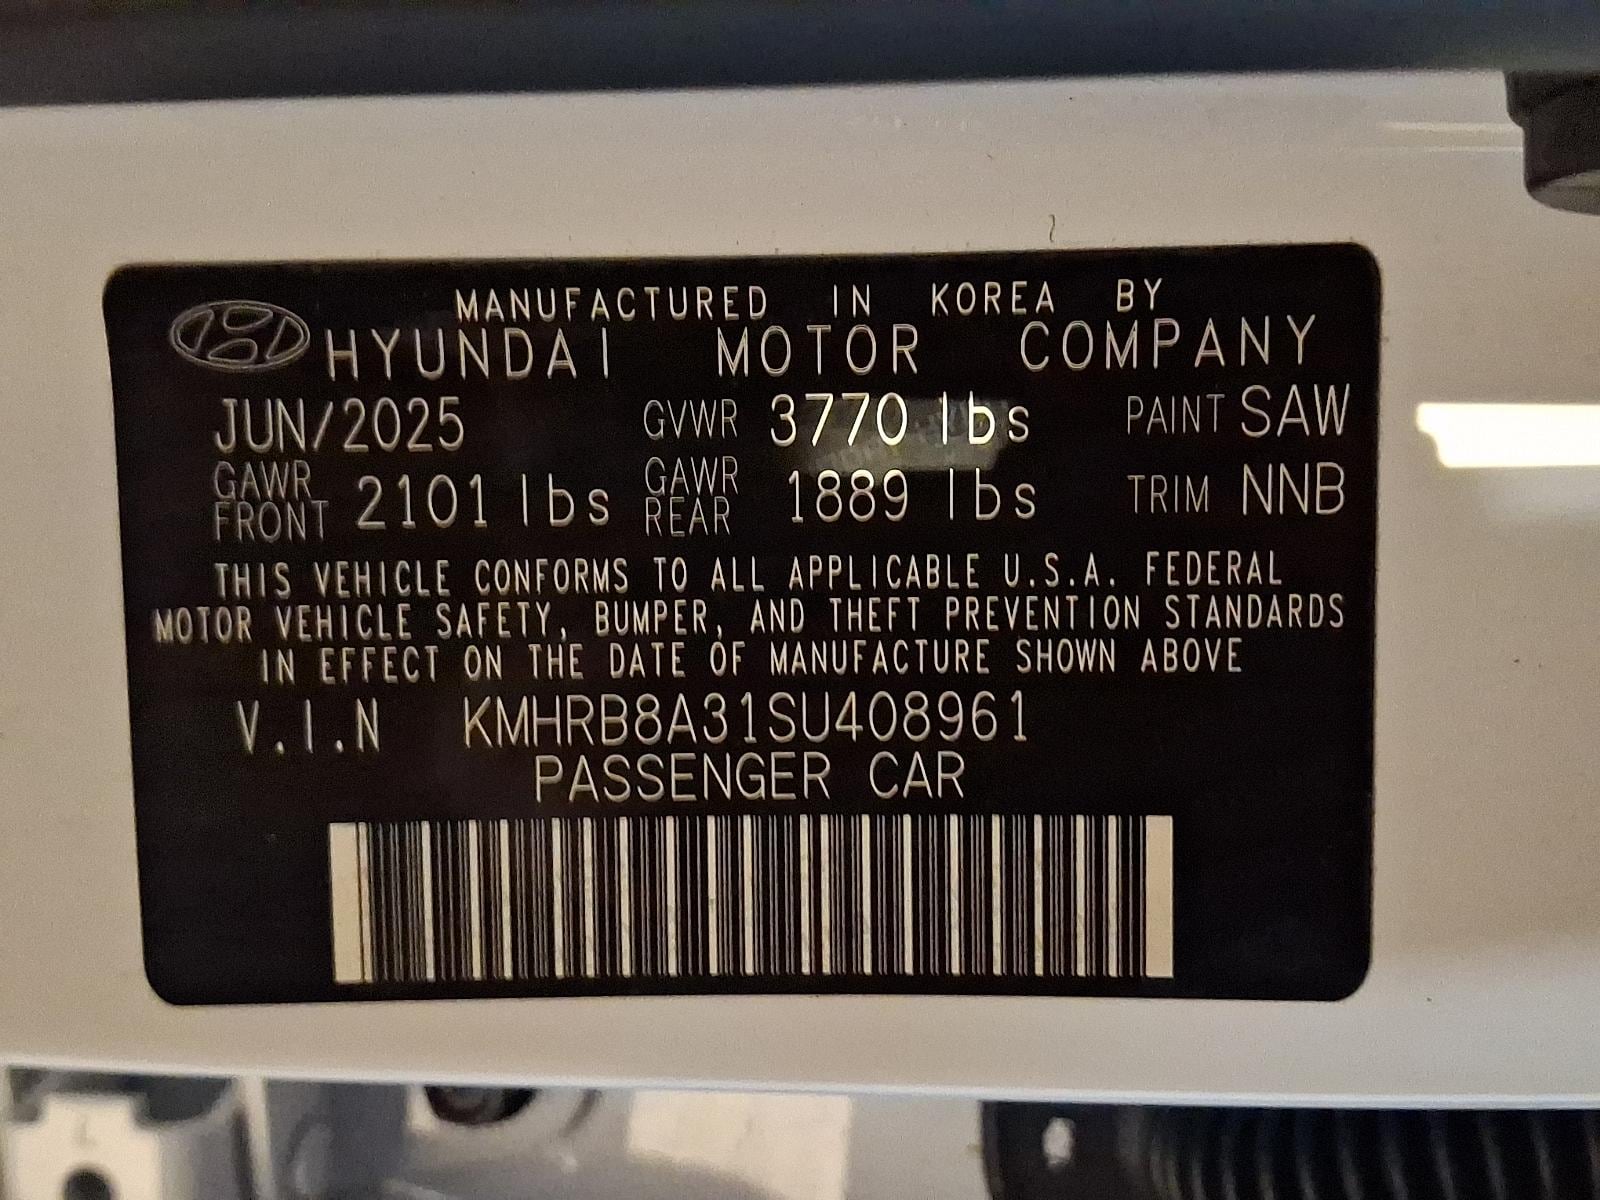 MANUFACTURED IN KOREA BY
HYUNDAI MOTOR COMPANY
JUN/2025 GVWR 3770 lbs PAINT SAW
GAWR FRONT 2101 lbs GAWR REAR 1889 lbs TRIM NNB
THIS VEHICLE CONFORMS TO ALL APPLICABLE U.S.A. FEDERAL
MOTOR VEHICLE SAFETY, BUMPER, AND THEFT PREVENTION STANDARDS
IN EFFECT ON THE DATE OF MANUFACTURE SHOWN ABOVE
V.I.N KMHRB8A31SU408961
PASSENGER CAR